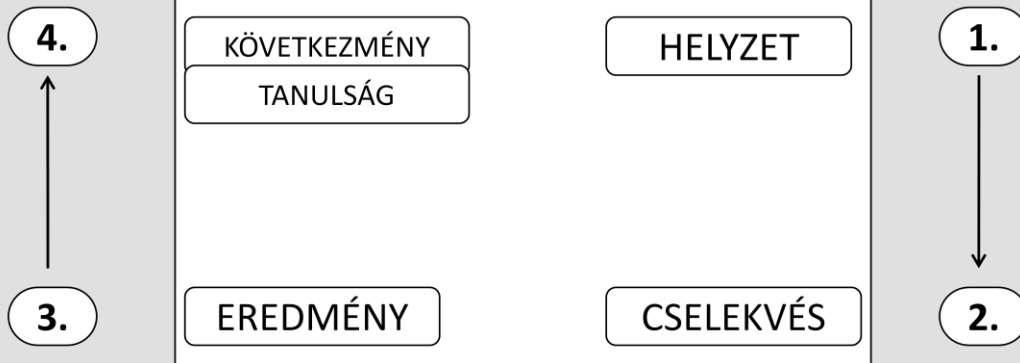 4.
KÖVETKEZMÉNY
TANULSÁG
HELYZET
1.
3.
EREDMÉNY
CSELEKVÉS
2.